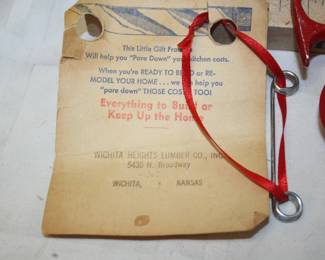 This Little Gift From Us
Will help you "Pare Down" your kitchen costs.
When you're READY TO BUILD or RE-
MODEL YOUR HOME ... we can help you
"pare down" THOSE COSTS, TOO!
Everything to Build or
Keep Up the Home
WICHITA HEIGHTS LUMBER CO., INC.
5435 N. Broadway
WICHITA, KANSAS